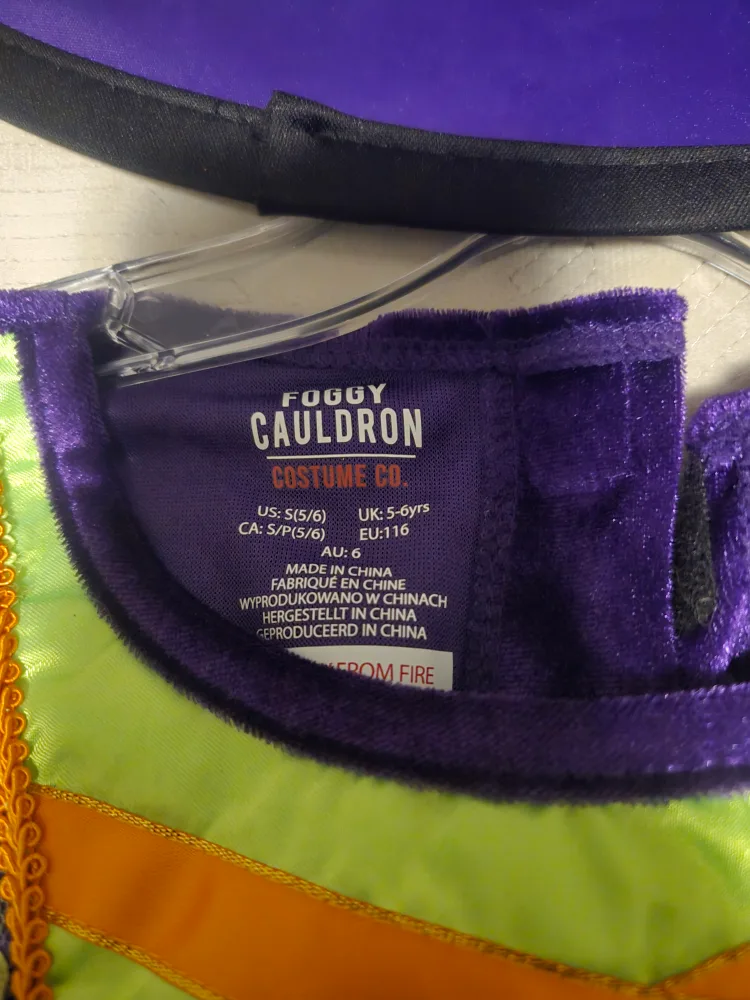 FOGGY
CAULDRON
COSTUME CO.
US: S(5/6) UK: 5-6yrs
CA: S/P(5/6) EU:116
AU: 6
MADE IN CHINA
FABRIQUÉ EN CHINE
WYPRODUKOWANO W CHINACH
HERGESTELLT IN CHINA
GEPRODUCEERD IN CHINA
FROM FIRE